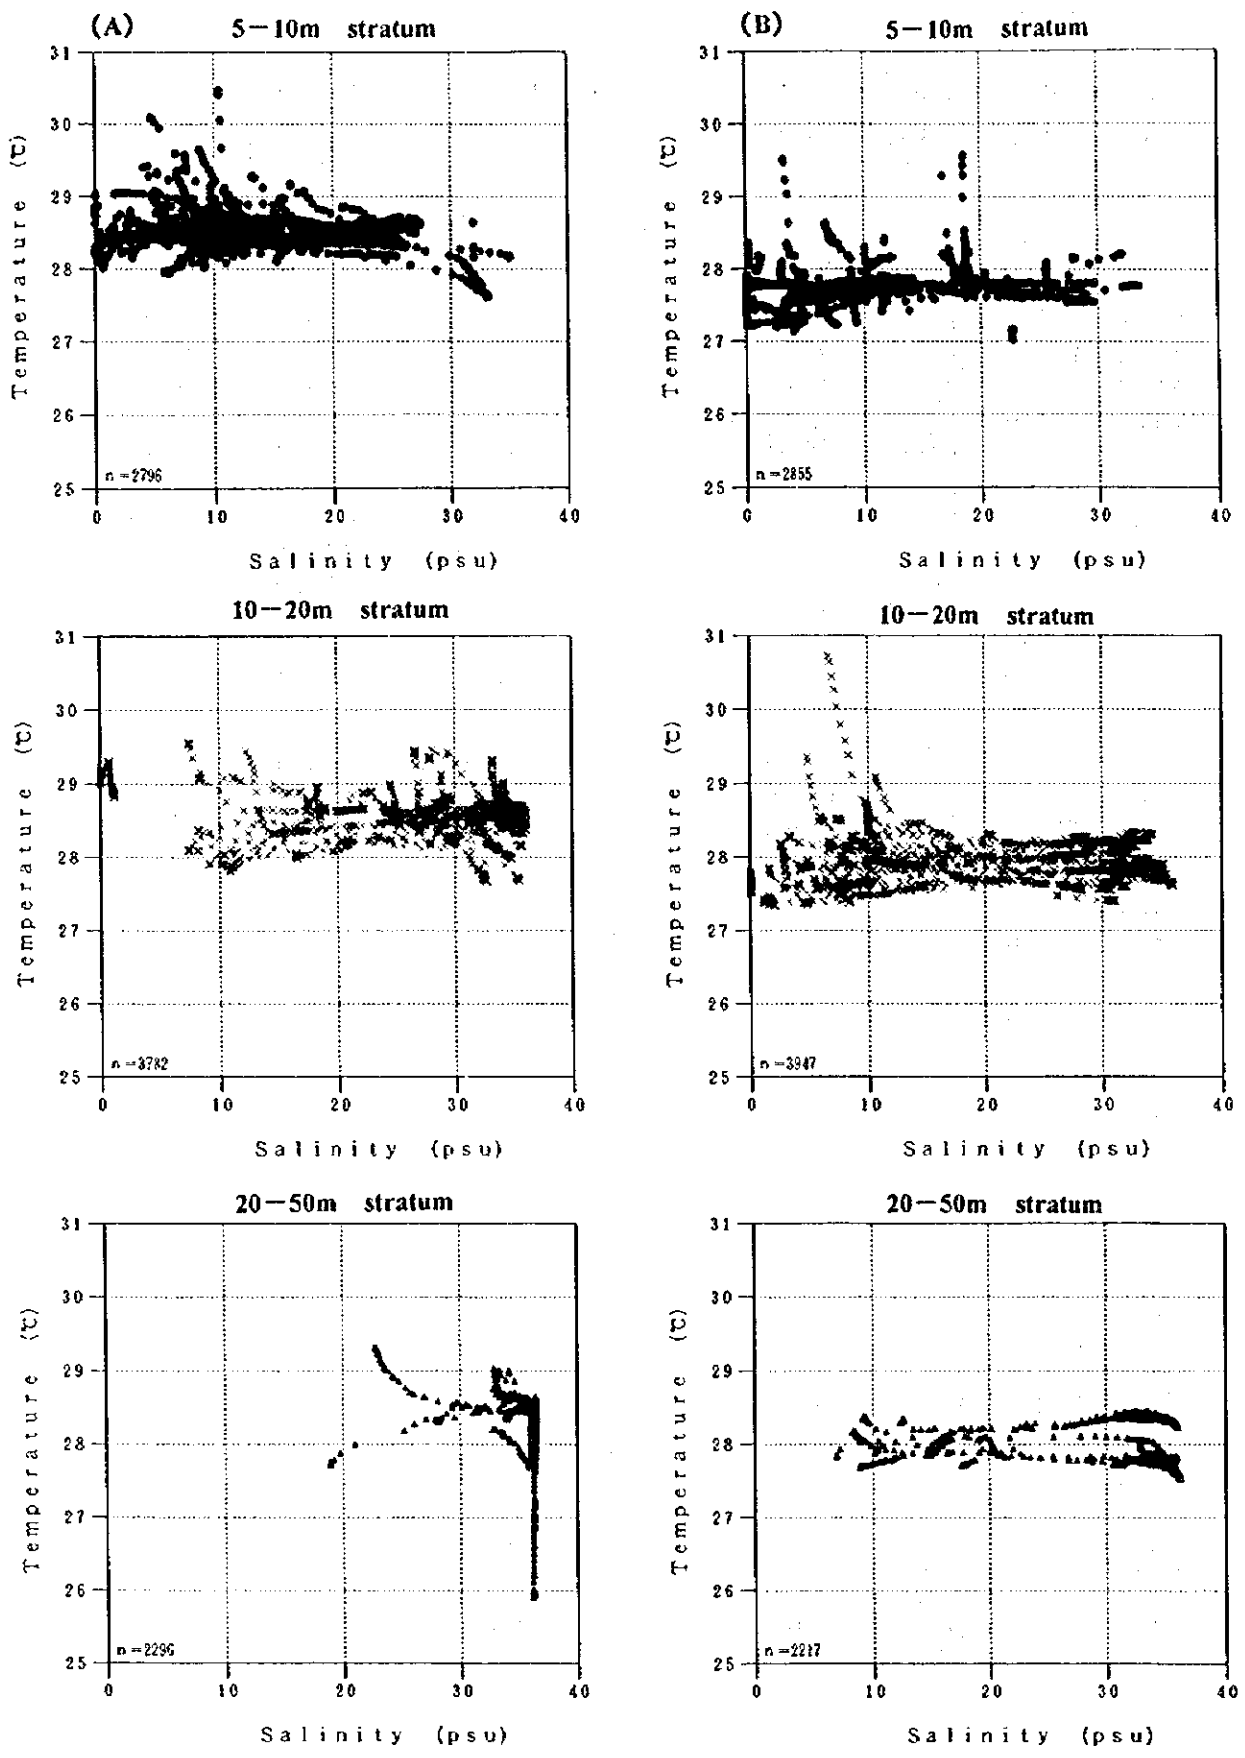 (A)
5-10m stratum
31
30
29
28
27
26
25
Temperature (℃)
n=2796
0 10 20 30 40
Salinity (psu)
(B)
5-10m stratum
31
30
29
28
27
26
25
Temperature (℃)
n=2855
0 10 20 30 40
Salinity (psu)
10-20m stratum
31
30
29
28
27
26
25
Temperature (℃)
n=3782
0 10 20 30 40
Salinity (psu)
10-20m stratum
31
30
29
28
27
26
25
Temperature (℃)
n=3947
0 10 20 30 40
Salinity (psu)
20-50m stratum
31
30
29
28
27
26
25
Temperature (℃)
n=2296
0 10 20 30 40
Salinity (psu)
20-50m stratum
31
30
29
28
27
26
25
Temperature (℃)
0 10 20 30 40
Salinity (psu)